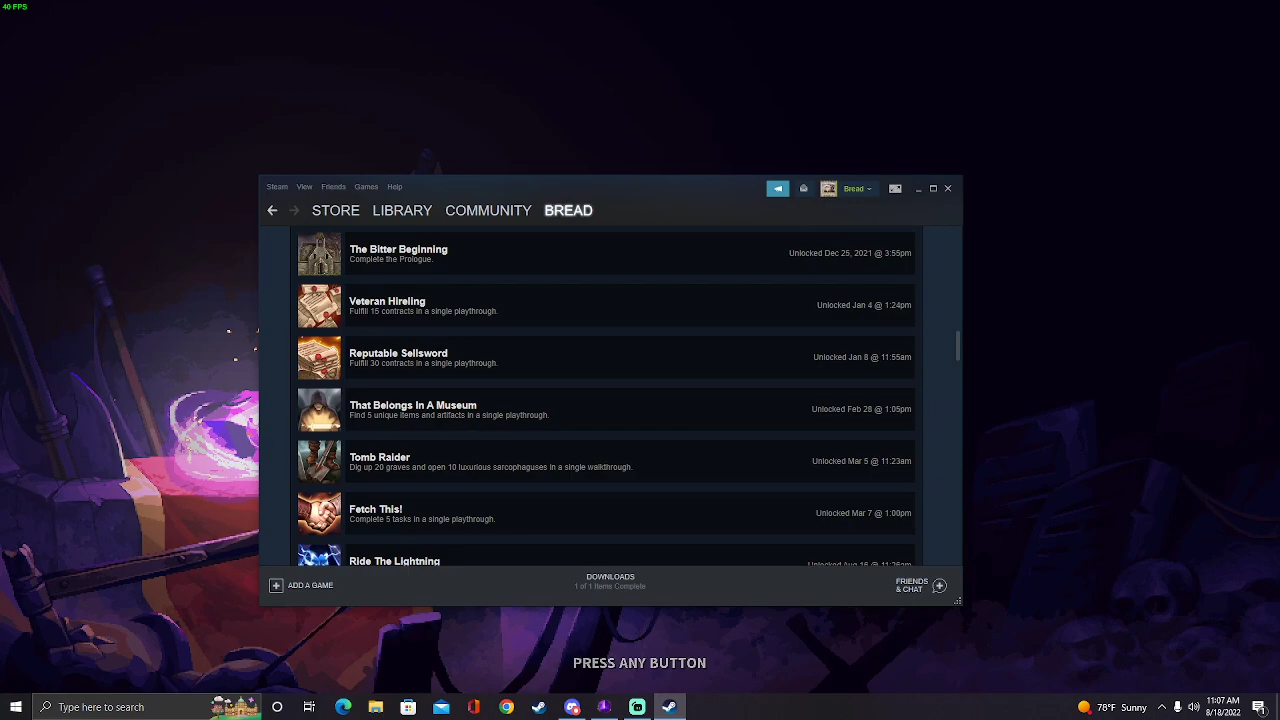 40 FPS
Steam View Friends Games Help
Bread
STORE LIBRARY COMMUNITY BREAD
The Bitter Beginning
Complete the Prologue.
Unlocked Dec 25, 2021 @ 3:55pm
Veteran Hireling
Fulfill 15 contracts in a single playthrough.
Unlocked Jan 4 @ 1:24pm
Reputable Sellsword
Fulfill 30 contracts in a single playthrough.
Unlocked Jan 8 @ 11:55am
That Belongs In A Museum
Find 5 unique items and artifacts in a single playthrough.
Unlocked Feb 28 @ 1:05pm
Tomb Raider
Dig up 20 graves and open 10 luxurious sarcophaguses in a single walkthrough.
Unlocked Mar 5 @ 11:23am
Fetch This!
Complete 5 tasks in a single playthrough.
Unlocked Mar 7 @ 1:00pm
Ride The Lightning
Unlocked Aug 16 @ 11:26am
ADD A GAME
DOWNLOADS
1 of 1 Items Complete
FRIENDS
& CHAT
PRESS ANY BUTTON
Type here to search
78°F Sunny
11:07 AM
8/18/2022